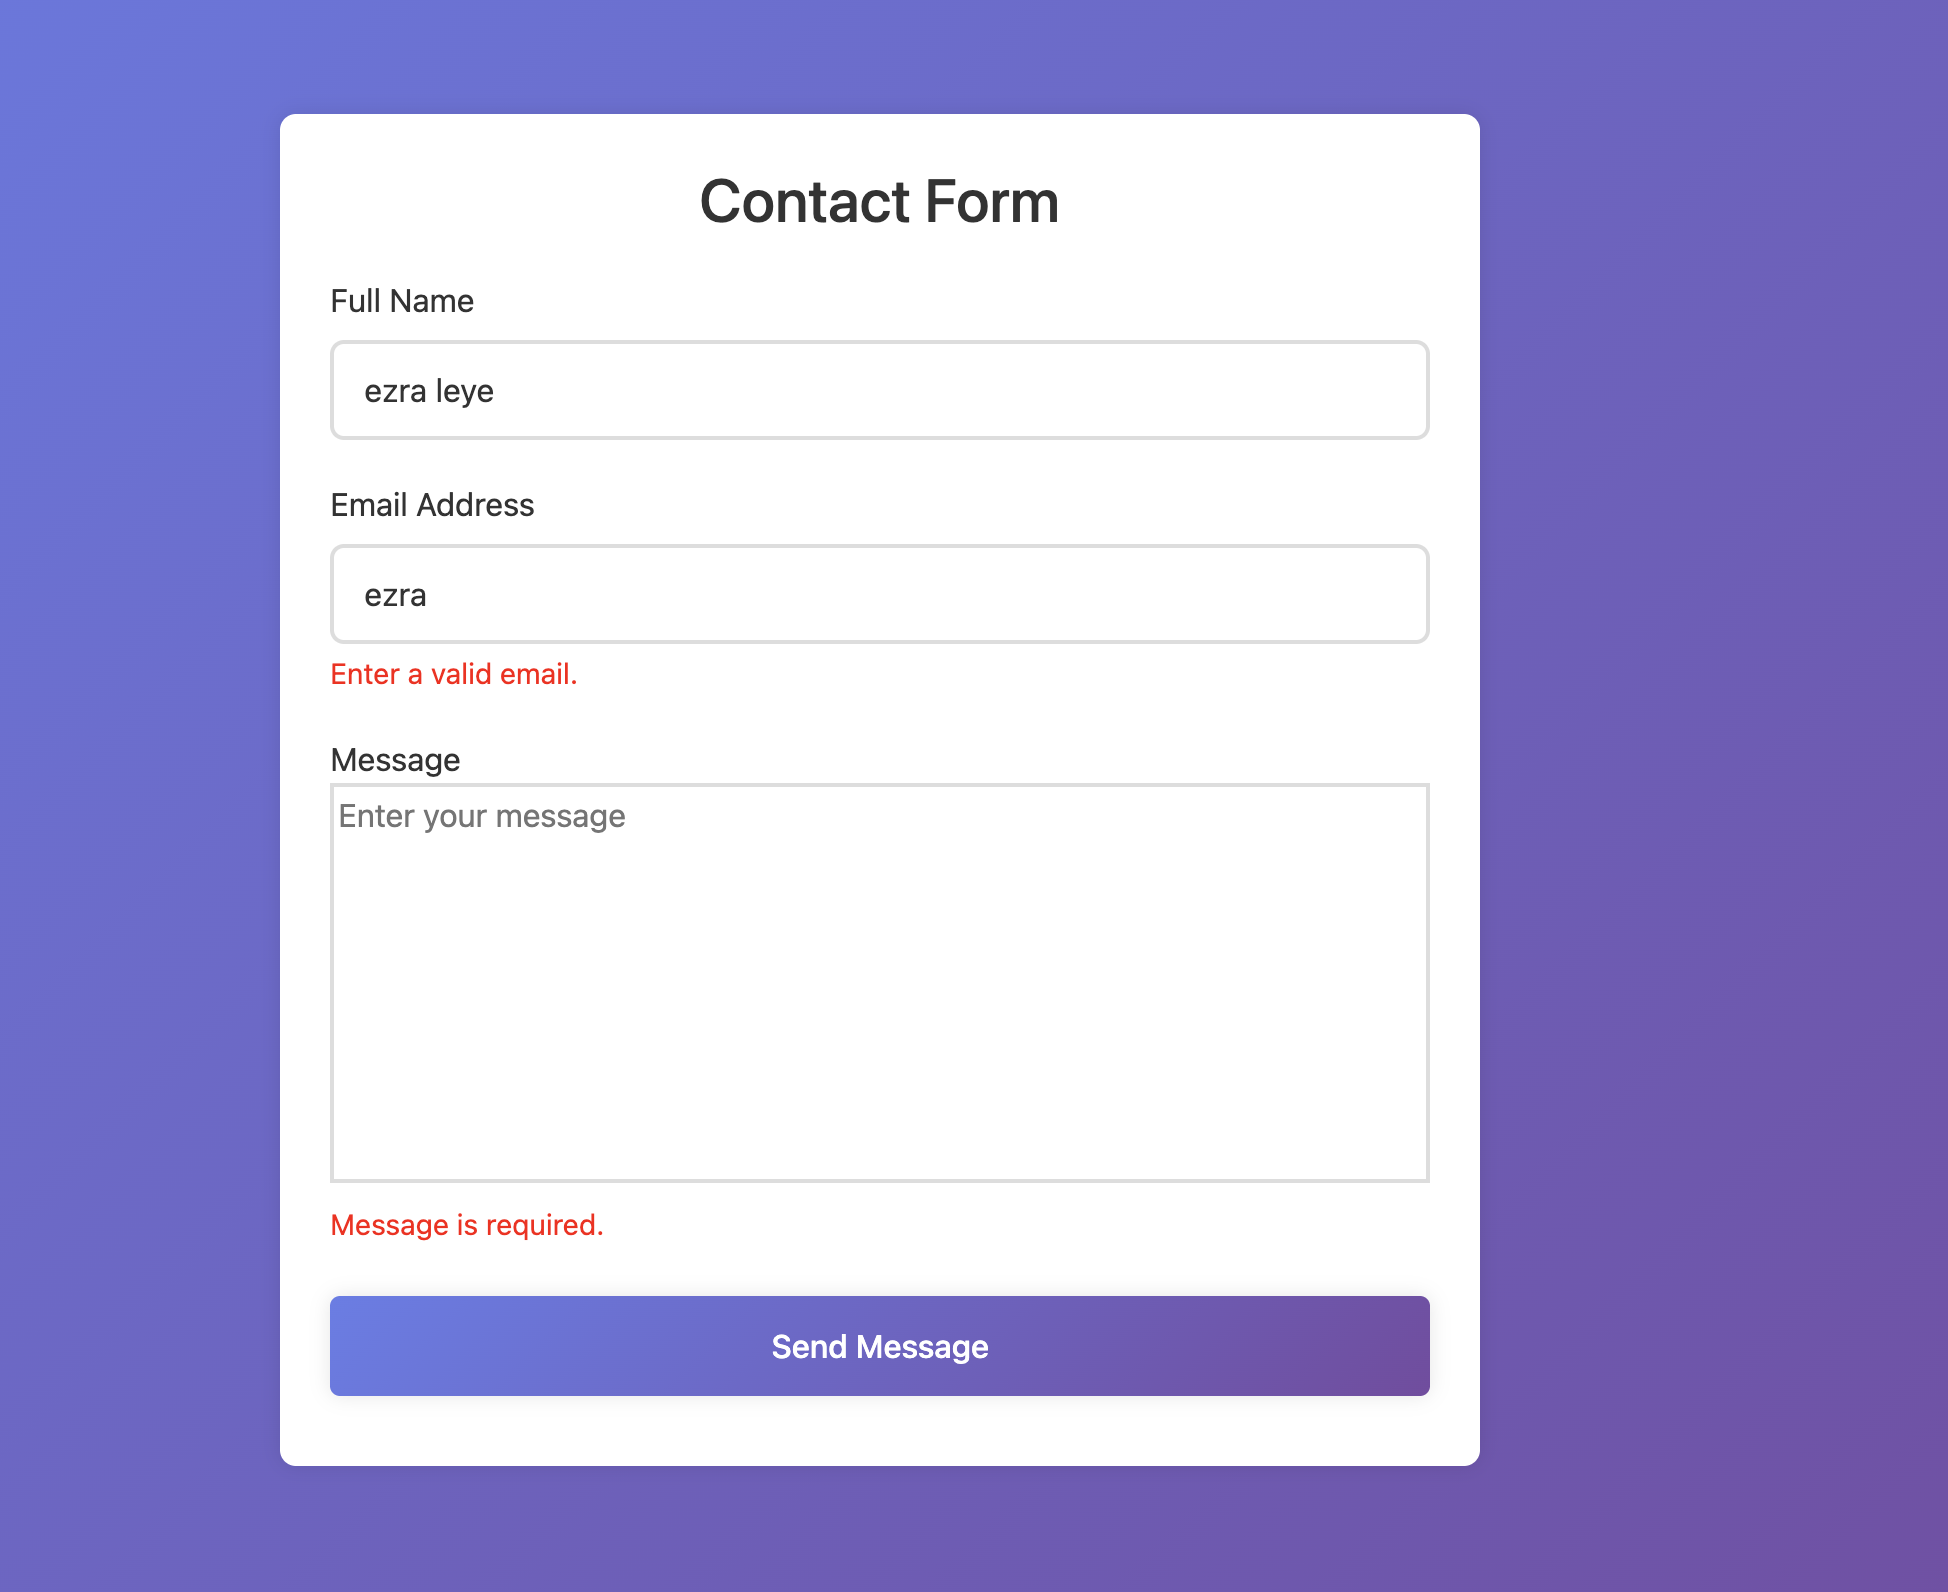 Contact Form
Full Name
ezra leye
Email Address
ezra
Enter a valid email.
Message
Enter your message
Message is required.
Send Message